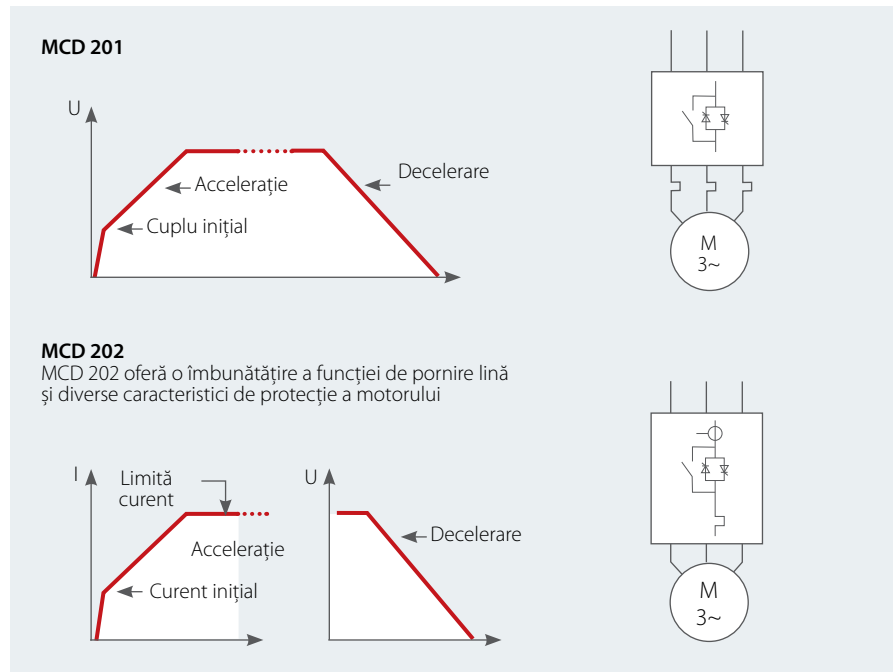 MCD 201
U
Accelerație
Cuplu inițial
Decelerare
M
3~
MCD 202
MCD 202 oferă o îmbunătățire a funcției de pornire lină
și diverse caracteristici de protecție a motorului
I
Limită
curent
Accelerație
Curent inițial
U
Decelerare
M
3~